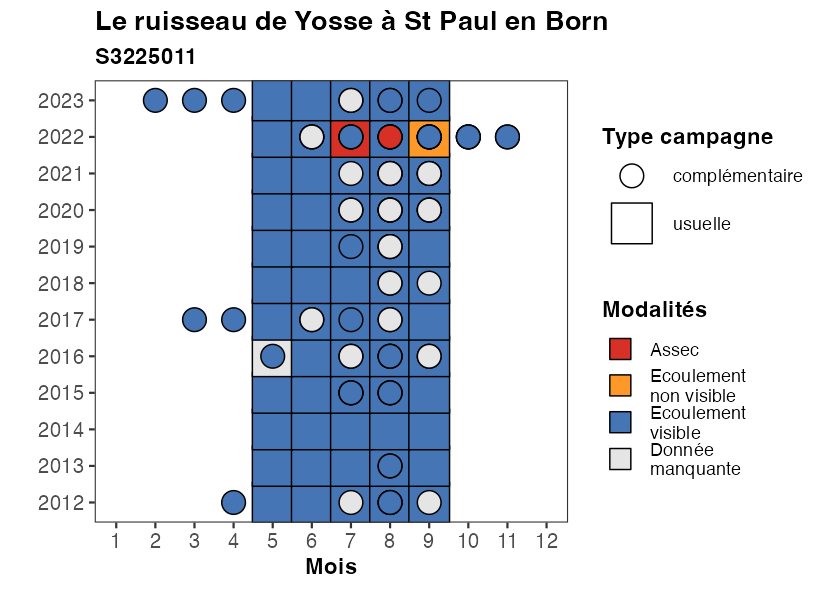 Le ruisseau de Yosse à St Paul en Born
S3225011
2023
2022
2021
2020
2019
2018
2017
2016
2015
2014
2013
2012
1 2 3 4 5 6 7 8 9 10 11 12
Mois
Type campagne
complémentaire
usuelle
Modalités
Assec
Ecoulement
non visible
Ecoulement
visible
Donnée
manquante